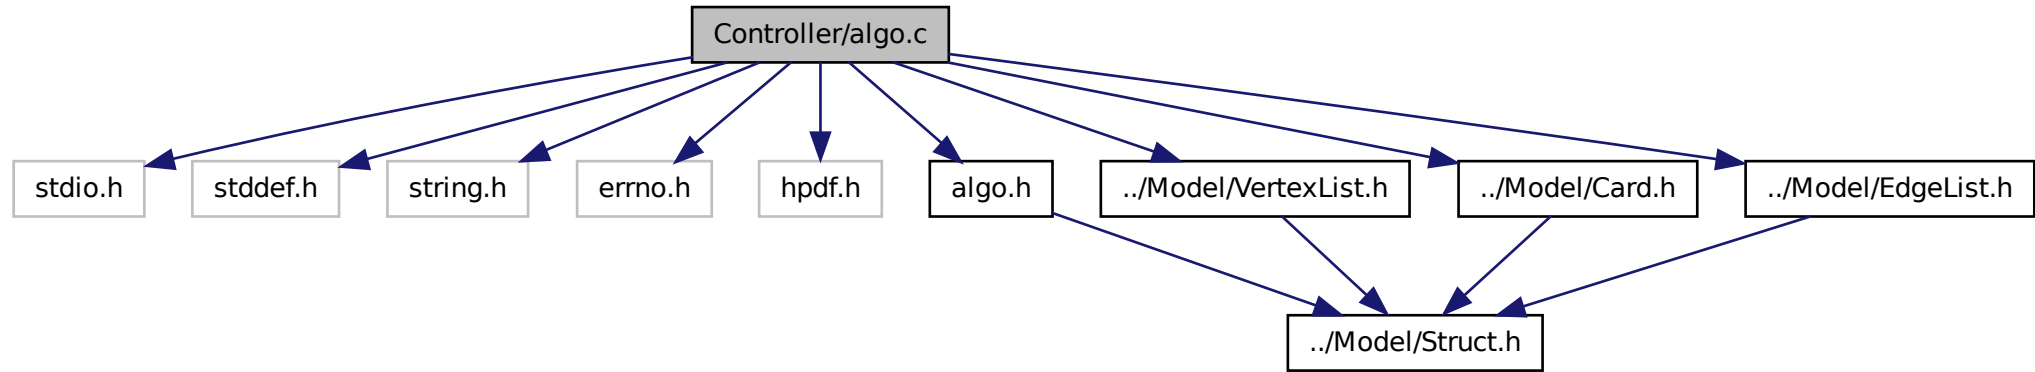 Controller/algo.c
stdio.h
stddef.h
string.h
errno.h
hpdf.h
algo.h
../Model/VertexList.h
../Model/Card.h
../Model/EdgeList.h
../Model/Struct.h